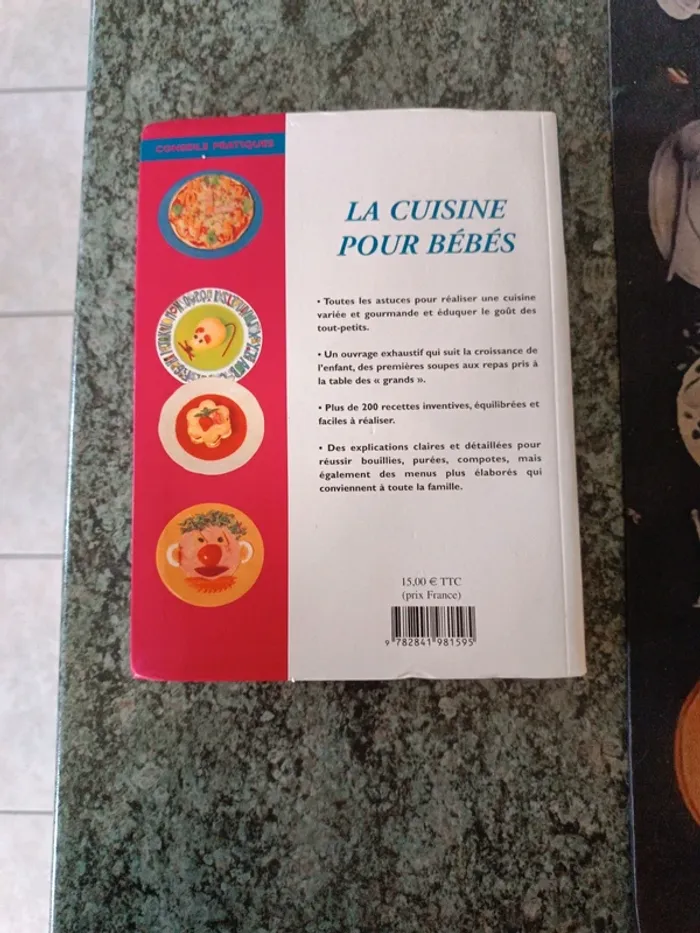 CONSEILS PRATIQUES
LA CUISINE
POUR BÉBÉS
• Toutes les astuces pour réaliser une cuisine
variée et gourmande et éduquer le goût des
tout-petits.
• Un ouvrage exhaustif qui suit la croissance de
l'enfant, des premières soupes aux repas pris à
la table des « grands ».
• Plus de 200 recettes inventives, équilibrées et
faciles à réaliser.
• Des explications claires et détaillées pour
réussir bouillies, purées, compotes, mais
également des menus plus élaborés qui
conviennent à toute la famille.
15,00 € TTC
(prix France)
9 782841 981595